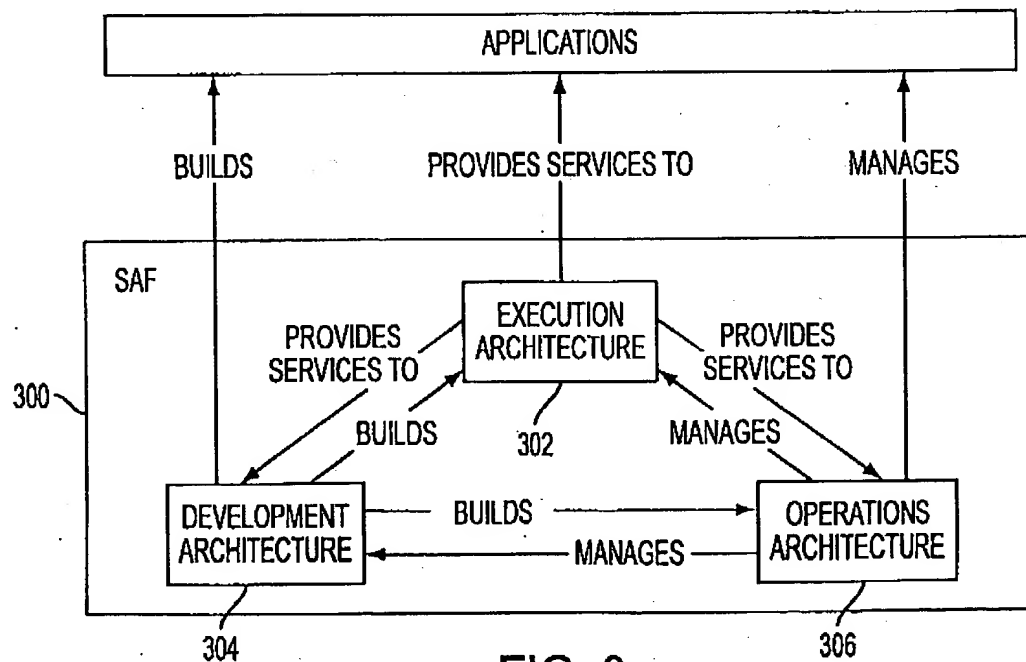 APPLICATIONS
BUILDS
PROVIDES SERVICES TO
MANAGES
SAF
EXECUTION
ARCHITECTURE
PROVIDES
SERVICES TO
PROVIDES
SERVICES TO
300
302
BUILDS
MANAGES
DEVELOPMENT
ARCHITECTURE
BUILDS
MANAGES
OPERATIONS
ARCHITECTURE
304
306